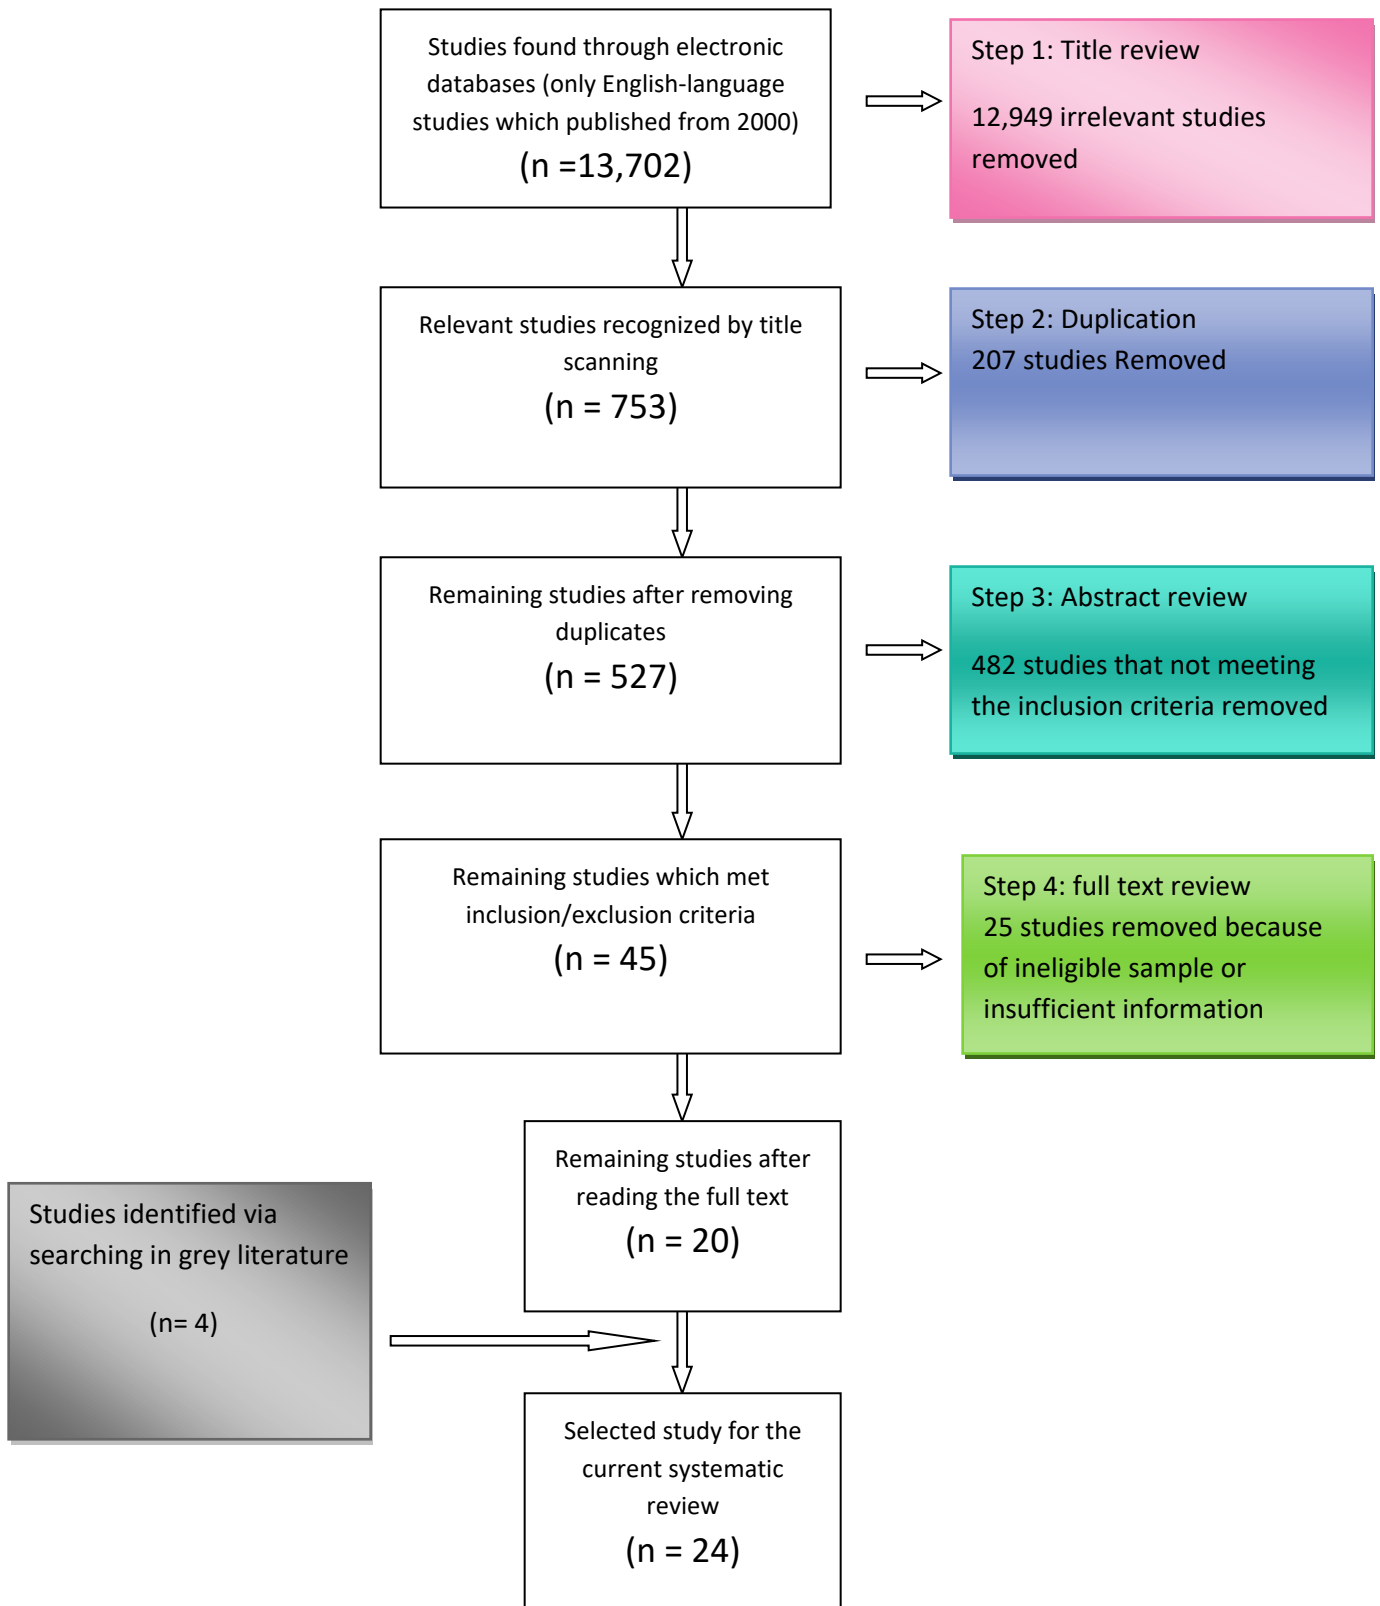 Studies found through electronic
databases (only English-language
studies which published from 2000)
(n =13,702)
Step 1: Title review
12,949 irrelevant studies
removed
Relevant studies recognized by title
scanning
(n = 753)
Step 2: Duplication
207 studies Removed
Remaining studies after removing
duplicates
(n = 527)
Step 3: Abstract review
482 studies that not meeting
the inclusion criteria removed
Remaining studies which met
inclusion/exclusion criteria
(n = 45)
Step 4: full text review
25 studies removed because
of ineligible sample or
insufficient information
Remaining studies after
reading the full text
(n = 20)
Studies identified via
searching in grey literature
(n= 4)
Selected study for the
current systematic
review
(n = 24)